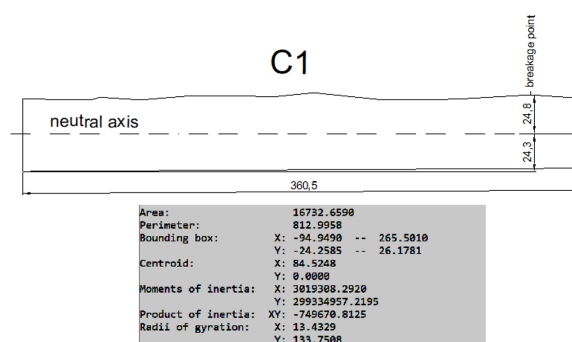 C1
breakage point
neutral axis
24,8
24,3
360,5
Area: 16732.6590
Perimeter: 812.9958
Bounding box: X: -94.9490 -- 265.5010
Y: -24.2585 -- 26.1781
Centroid: X: 84.5248
Y: 0.0000
Moments of inertia: X: 3019308.2920
Y: 299334957.2195
Product of inertia: XY: -749670.8125
Radii of gyration: X: 13.4329
Y: 133.7508